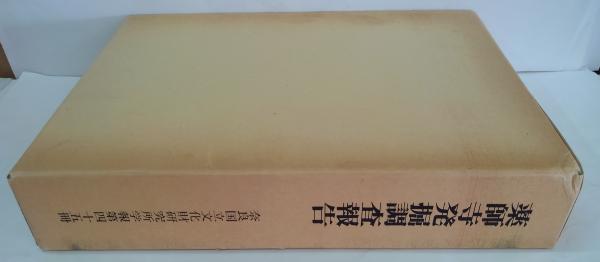 薬師寺発掘調査報告
奈良国立文化財研究所学報第四十五冊